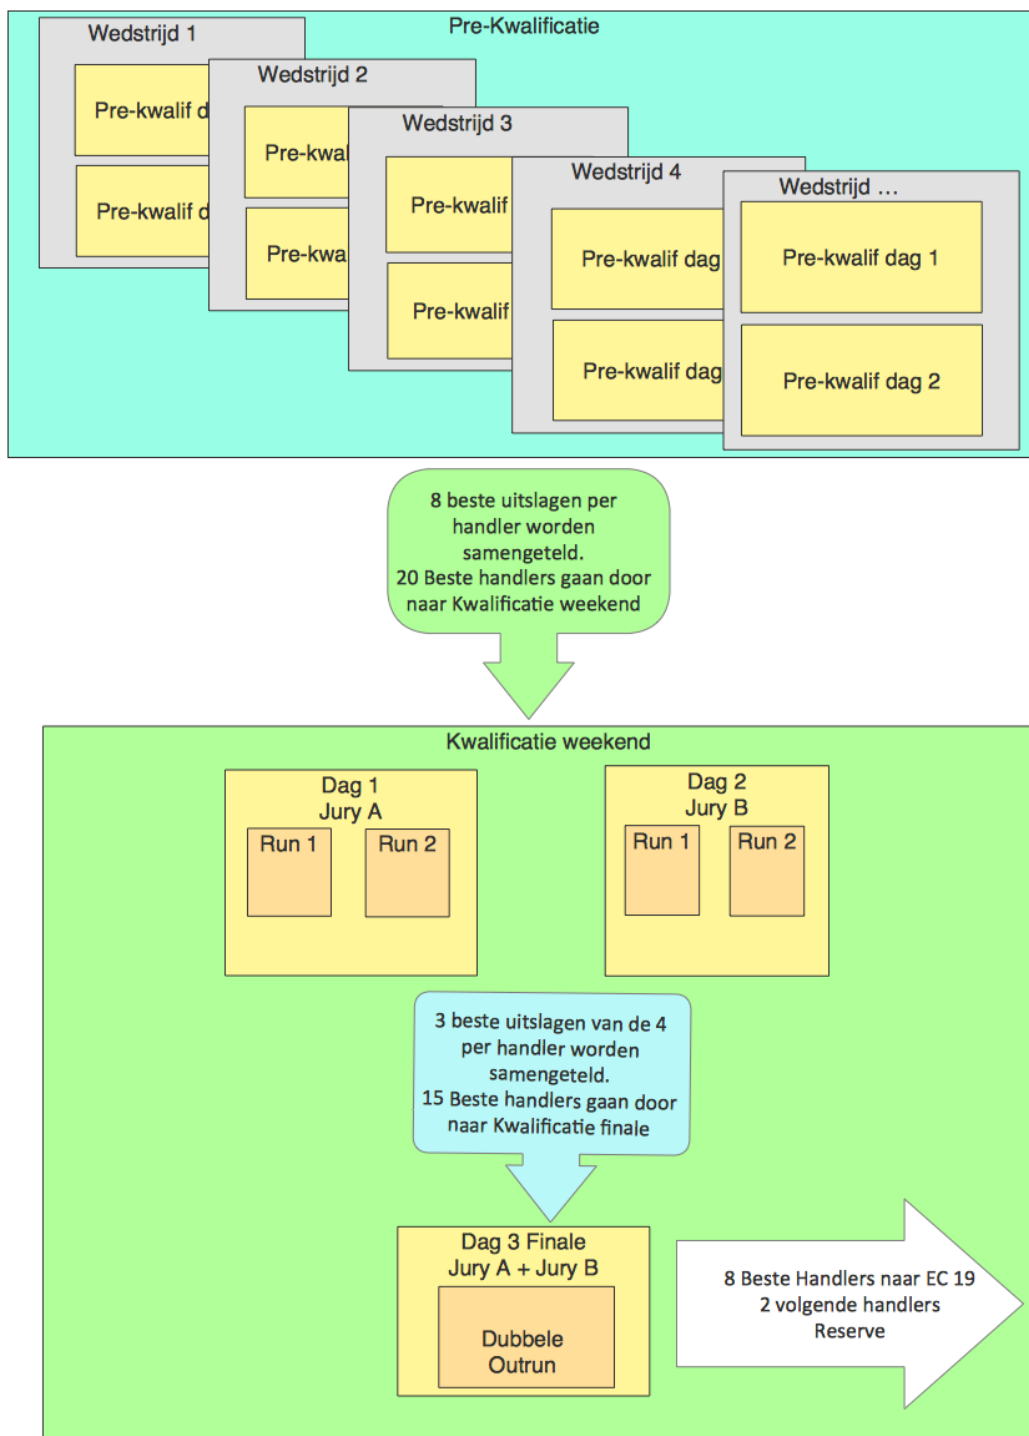 Pre-Kwalificatie
Wedstrijd 1
Pre-kwalif d
Pre-kwalif d
Wedstrijd 2
Pre-kwal
Pre-kwa
Wedstrijd 3
Pre-kwalif
Pre-kwalif
Wedstrijd 4
Pre-kwalif dag
Pre-kwalif dag
Wedstrijd ...
Pre-kwalif dag 1
Pre-kwalif dag 2
8 beste uitslagen per
handler worden
samengeteld.
20 Beste handlers gaan door
naar Kwalificatie weekend
Kwalificatie weekend
Dag 1
Jury A
Run 1
Run 2
Dag 2
Jury B
Run 1
Run 2
3 beste uitslagen van de 4
per handler worden
samengeteld.
15 Beste handlers gaan door
naar Kwalificatie finale
Dag 3 Finale
Jury A + Jury B
Dubbele
Outrun
8 Beste Handlers naar EC 19
2 volgende handlers
Reserve